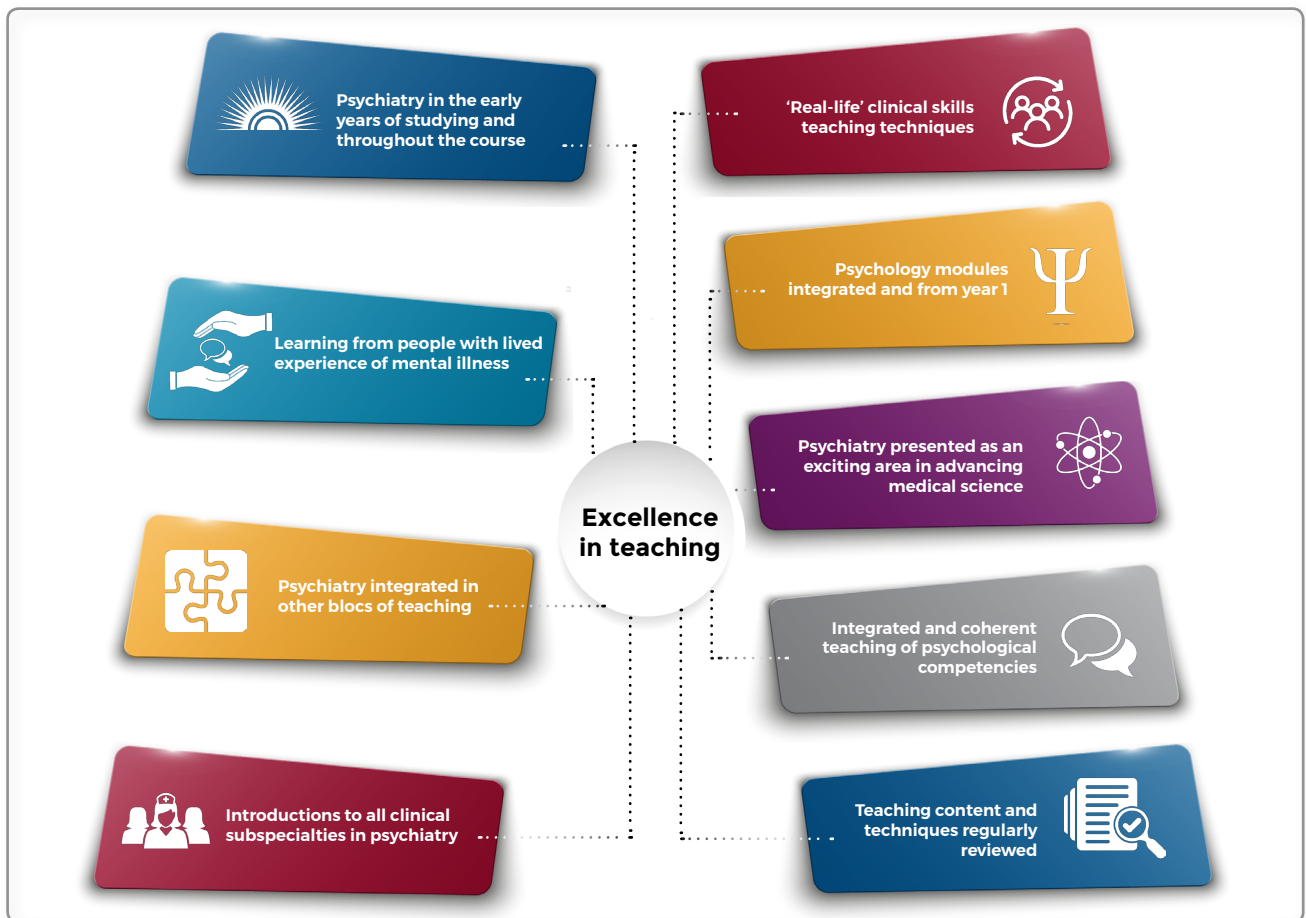 Psychiatry in the early
years of studying and
throughout the course
Learning from people with lived
experience of mental illness
Psychiatry integrated in
other blocs of teaching
Introductions to all clinical
subspecialties in psychiatry
Excellence
in teaching
‘Real-life’ clinical skills
teaching techniques
Psychology modules
integrated and from year 1
Psychiatry presented as an
exciting area in advancing
medical science
Integrated and coherent
teaching of psychological
competencies
Teaching content and
techniques regularly
reviewed